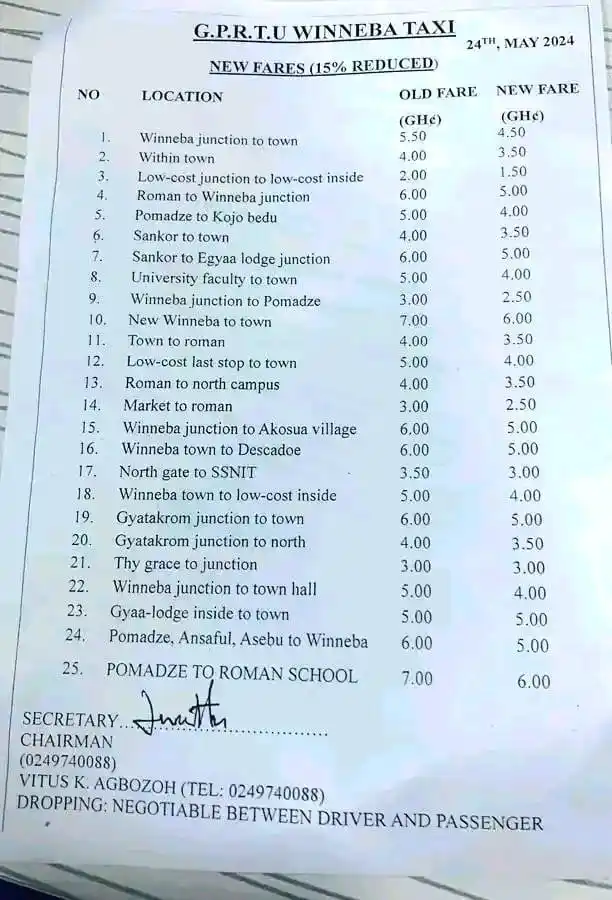 G.P.R.T.U WINNEBA TAXI
24TH, MAY 2024
NEW FARES (15% REDUCED)
NO LOCATION OLD FARE NEW FARE
(GH¢) (GH¢)
1. Winneba junction to town 5.50 4.50
2. Within town 4.00 3.50
3. Low-cost junction to low-cost inside 2.00 1.50
4. Roman to Winneba junction 6.00 5.00
5. Pomadze to Kojo bedu 5.00 4.00
6. Sankor to town 4.00 3.50
7. Sankor to Egyaa lodge junction 6.00 5.00
8. University faculty to town 5.00 4.00
9. Winneba junction to Pomadze 3.00 2.50
10. New Winneba to town 7.00 6.00
11. Town to roman 4.00 3.50
12. Low-cost last stop to town 5.00 4.00
13. Roman to north campus 4.00 3.50
14. Market to roman 3.00 2.50
15. Winneba junction to Akosua village 6.00 5.00
16. Winneba town to Descadoe 6.00 5.00
17. North gate to SSNIT 3.50 3.00
18. Winneba town to low-cost inside 5.00 4.00
19. Gyatakrom junction to town 6.00 5.00
20. Gyatakrom junction to north 4.00 3.50
21. Thy grace to junction 3.00 3.00
22. Winneba junction to town hall 5.00 4.00
23. Gyaa-lodge inside to town 5.00 5.00
24. Pomadze, Ansaful, Asebu to Winneba 6.00 5.00
25. POMADZE TO ROMAN SCHOOL 7.00 6.00
SECRETARY...............................
CHAIRMAN
(0249740088)
VITUS K. AGBOZOH (TEL: 0249740088)
DROPPING: NEGOTIABLE BETWEEN DRIVER AND PASSENGER